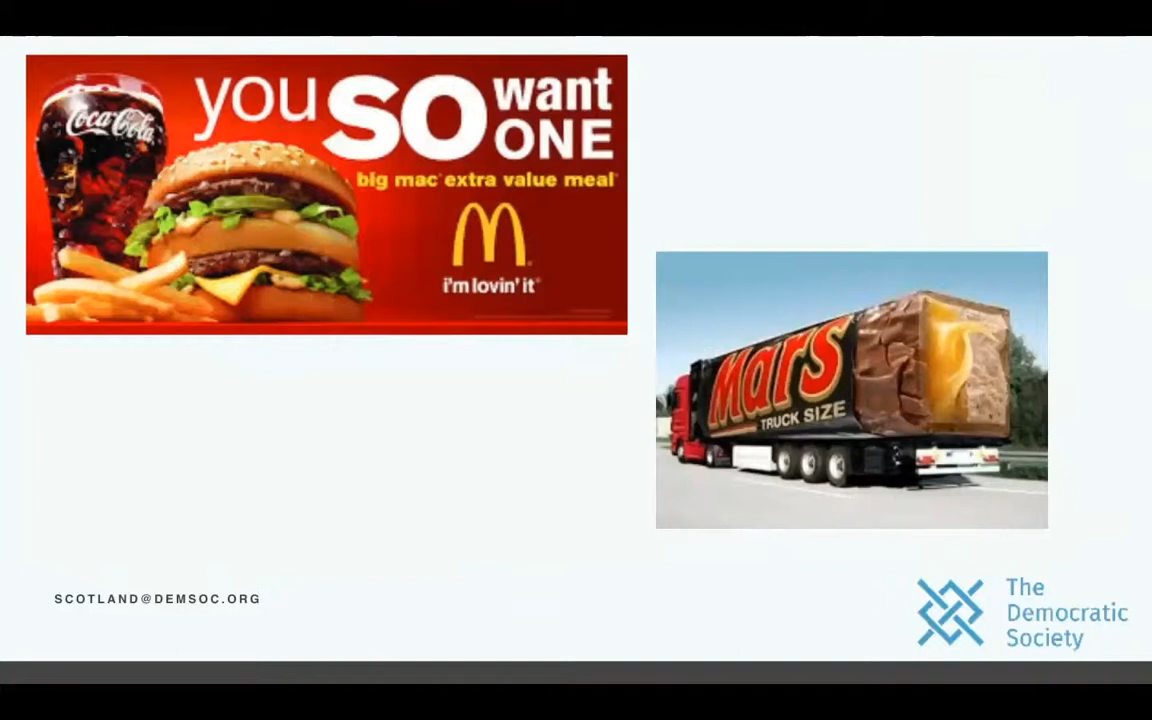 you SO want
ONE
Coca-Cola
big mac® extra value meal®
i'm lovin' it®
Mars
TRUCK SIZE
SCOTLAND@DEMSOC.ORG
The
Democratic
Society